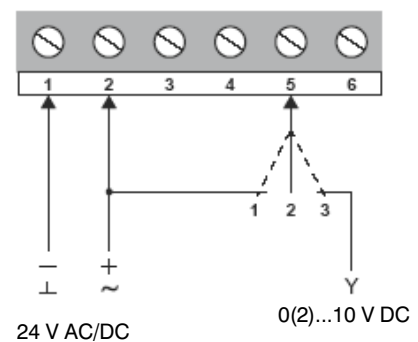 1 2 3 4 5 6
1 2 3
− +
⊥ ~
Y
0(2)...10 V DC
24 V AC/DC